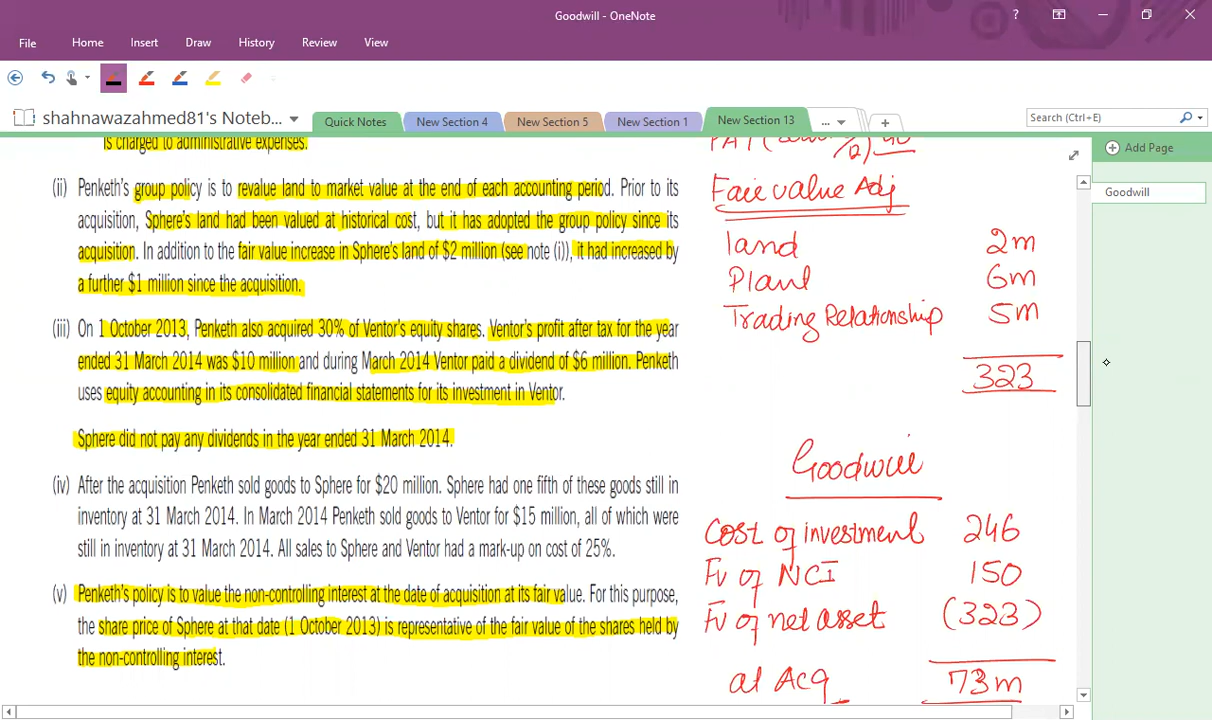 Goodwill - OneNote
?
File
Home
Insert
Draw
History
Review
View
shahnawazahmed81's Noteb...
Quick Notes
New Section 4
New Section 5
New Section 1
New Section 13
...
Search (Ctrl+E)
Add Page
Goodwill
is charged to administrative expenses.
(ii) Penketh's group policy is to revalue land to market value at the end of each accounting period. Prior to its
acquisition, Sphere's land had been valued at historical cost, but it has adopted the group policy since its
acquisition. In addition to the fair value increase in Sphere's land of $2 million (see note (i)), it had increased by
a further $1 million since the acquisition.
(iii) On 1 October 2013, Penketh also acquired 30% of Ventor's equity shares. Ventor's profit after tax for the year
ended 31 March 2014 was $10 million and during March 2014 Ventor paid a dividend of $6 million. Penketh
uses equity accounting in its consolidated financial statements for its investment in Ventor.
Sphere did not pay any dividends in the year ended 31 March 2014.
(iv) After the acquisition Penketh sold goods to Sphere for $20 million. Sphere had one fifth of these goods still in
inventory at 31 March 2014. In March 2014 Penketh sold goods to Ventor for $15 million, all of which were
still in inventory at 31 March 2014. All sales to Sphere and Ventor had a mark-up on cost of 25%.
(v) Penketh's policy is to value the non-controlling interest at the date of acquisition at its fair value. For this purpose,
the share price of Sphere at that date (1 October 2013) is representative of the fair value of the shares held by
the non-controlling interest.
Fair value Adj
land 2m
Plant 6m
Trading Relationship 5m
323
Goodwill
Cost of investment 246
Fv of NCI 150
Fv of net asset (323)
at Acq 73m